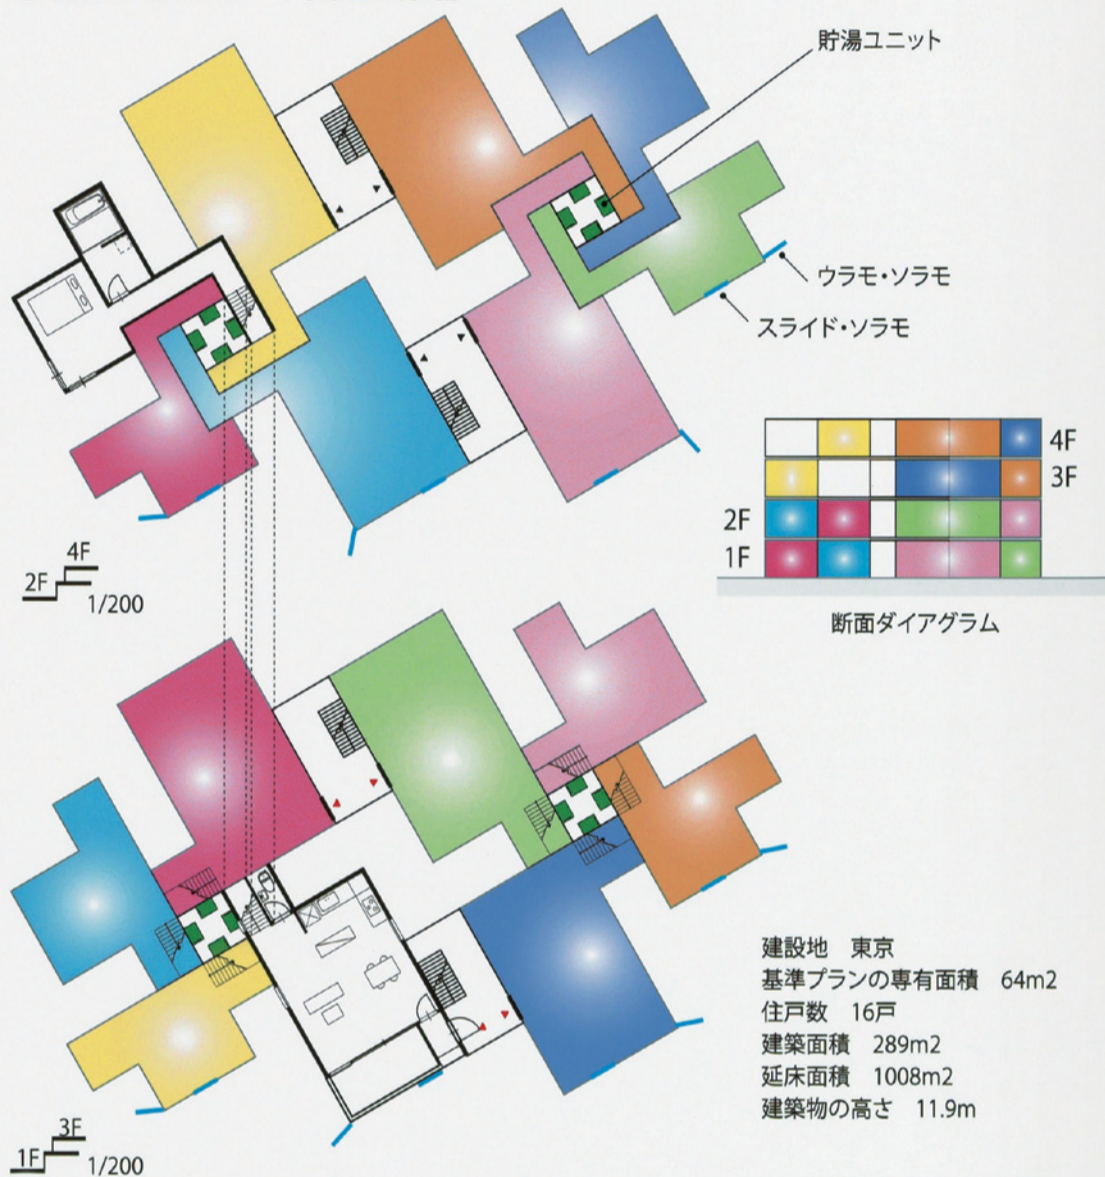 貯湯ユニット
ウラモ・ソラモ
スライド・ソラモ
4F
2F
1/200
4F
3F
2F
1F
断面ダイアグラム
建設地　東京
基準プランの専有面積　64m2
住戸数　16戸
建築面積　289m2
延床面積　1008m2
建築物の高さ　11.9m
3F
1F
1/200